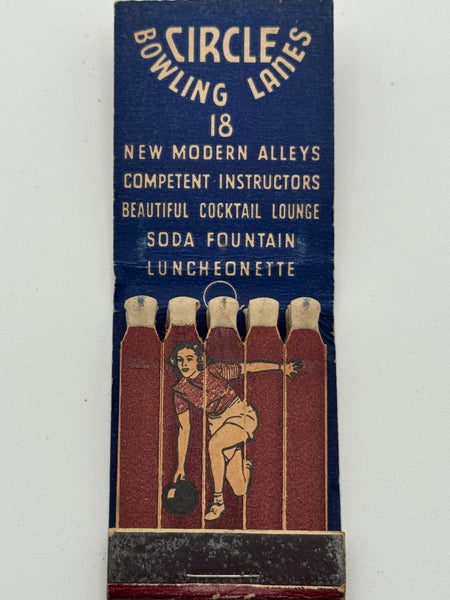 CIRCLE
BOWLING LANES
18
NEW MODERN ALLEYS
COMPETENT INSTRUCTORS
BEAUTIFUL COCKTAIL LOUNGE
SODA FOUNTAIN
LUNCHEONETTE